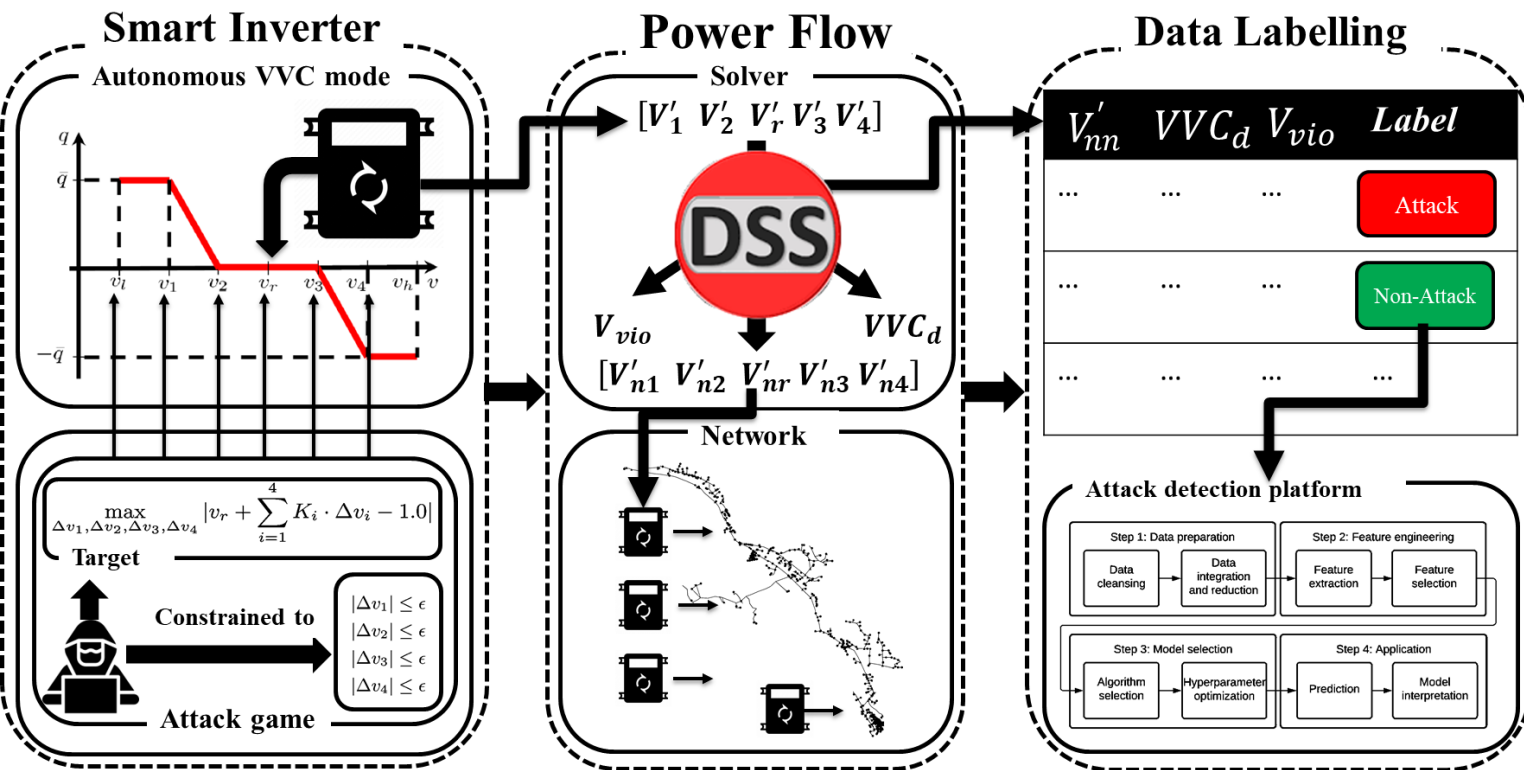 Smart Inverter
Autonomous VVC mode
q
q̄
v_l v_1 v_2 v_r v_3 v_4 v_h v
−q̄
max |v_r + ∑ K_i · Δv_i − 1.0|
4
Δv_1,Δv_2,Δv_3,Δv_4
i=1
Target
Constrained to
|Δv_1| ≤ ϵ
|Δv_2| ≤ ϵ
|Δv_3| ≤ ϵ
|Δv_4| ≤ ϵ
Attack game
Power Flow
Solver
[V′_1 V′_2 V′_r V′_3 V′_4]
DSS
V_vio VVC_d
[V′_n1 V′_n2 V′_nr V′_n3 V′_n4]
Network
Data Labelling
V′_nn VVC_d V_vio Label
... ... ... Attack
... ... ... Non-Attack
... ... ... ...
Attack detection platform
Step 1: Data preparation
Data
cleansing
Data
integration
and reduction
Step 2: Feature engineering
Feature
extraction
Feature
selection
Step 3: Model selection
Algorithm
selection
Hyperparameter
optimization
Step 4: Application
Prediction
Model
interpretation